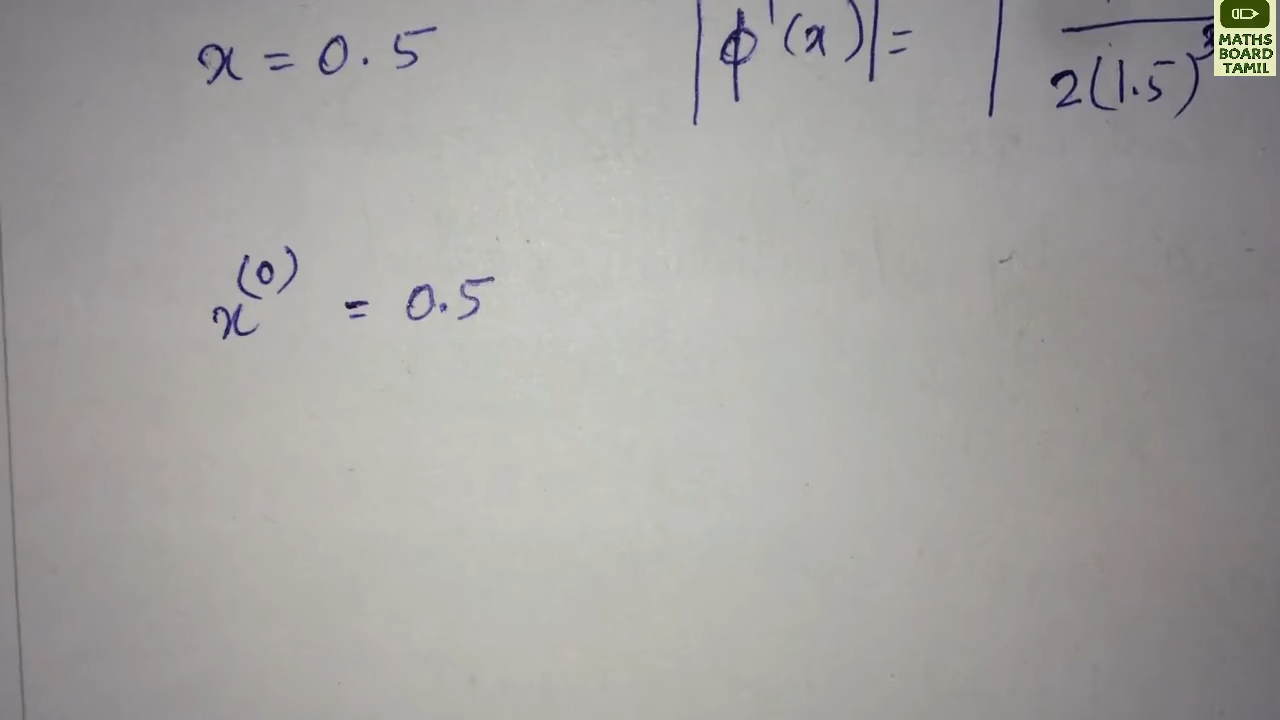 x = 0.5
|ϕ'(x)| = | 2(1.5)
x^(0) = 0.5
MATHS
BOARD
TAMIL